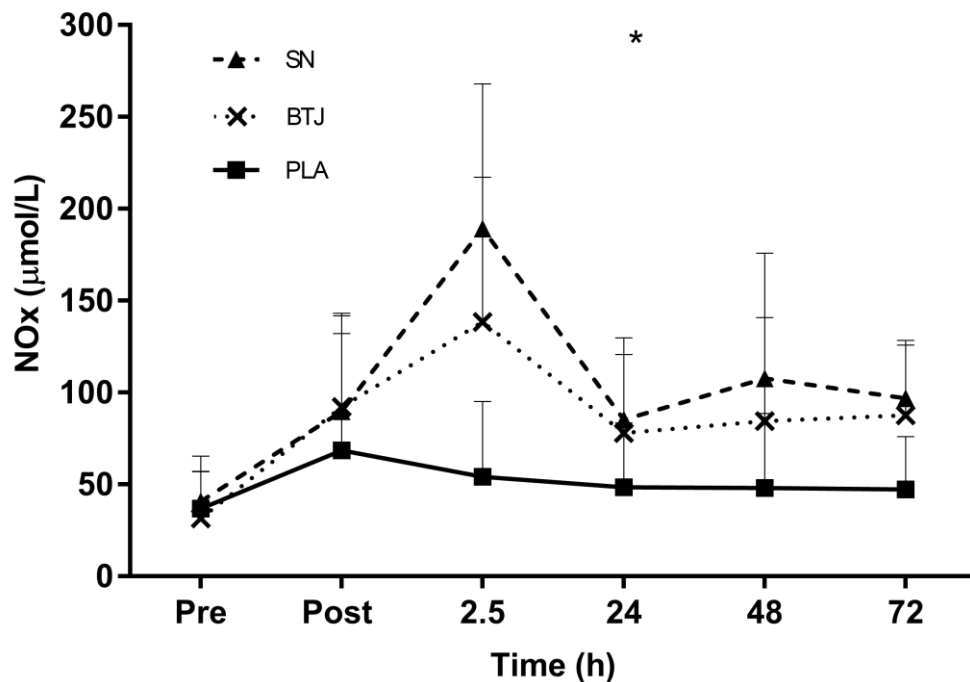 300
*
SN
250
BTJ
PLA
200
150
100
50
0
NOx (μmol/L)
Pre Post 2.5 24 48 72
Time (h)